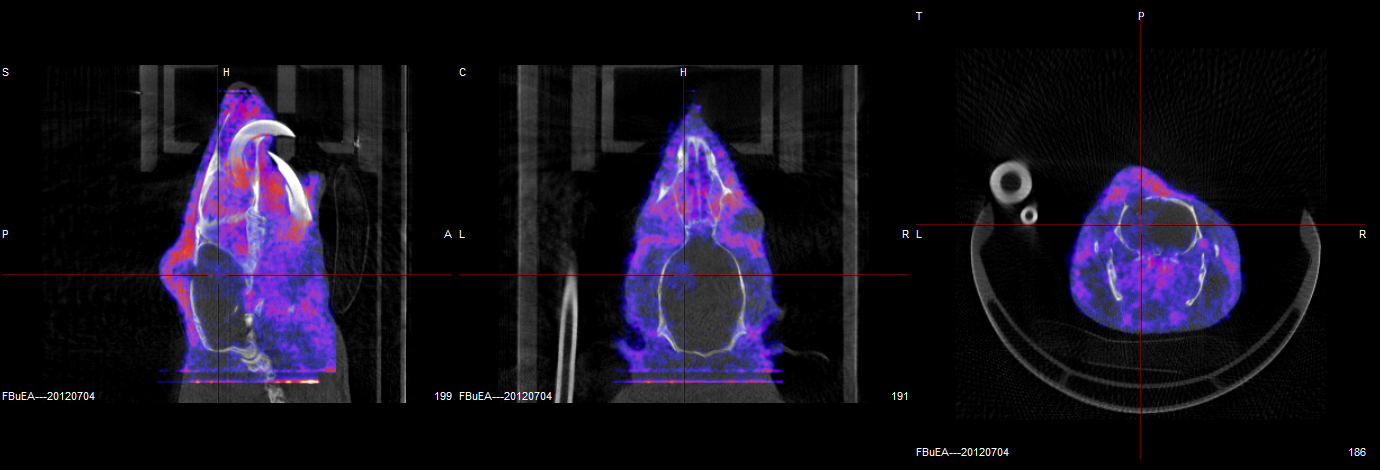 S
H
P
A
FBuEA---20120704
199
C
H
L
R
FBuEA---20120704
191
T
P
L
R
FBuEA---20120704
186